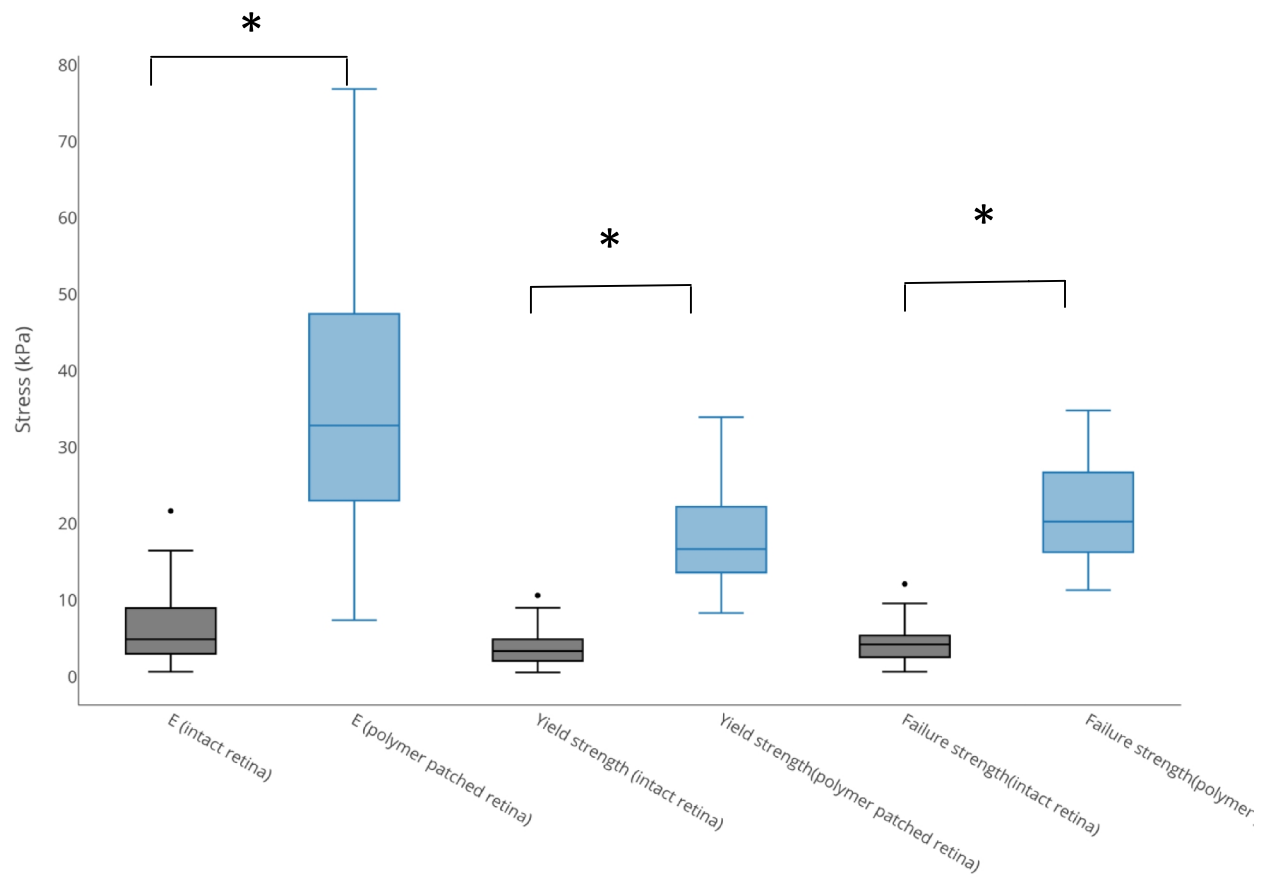 *
*
*
80
70
60
50
40
30
20
10
0
Stress (kPa)
E (intact retina)
E (polymer patched retina)
Yield strength (intact retina)
Yield strength(polymer patched retina)
Failure strength(intact retina)
Failure strength(polymer